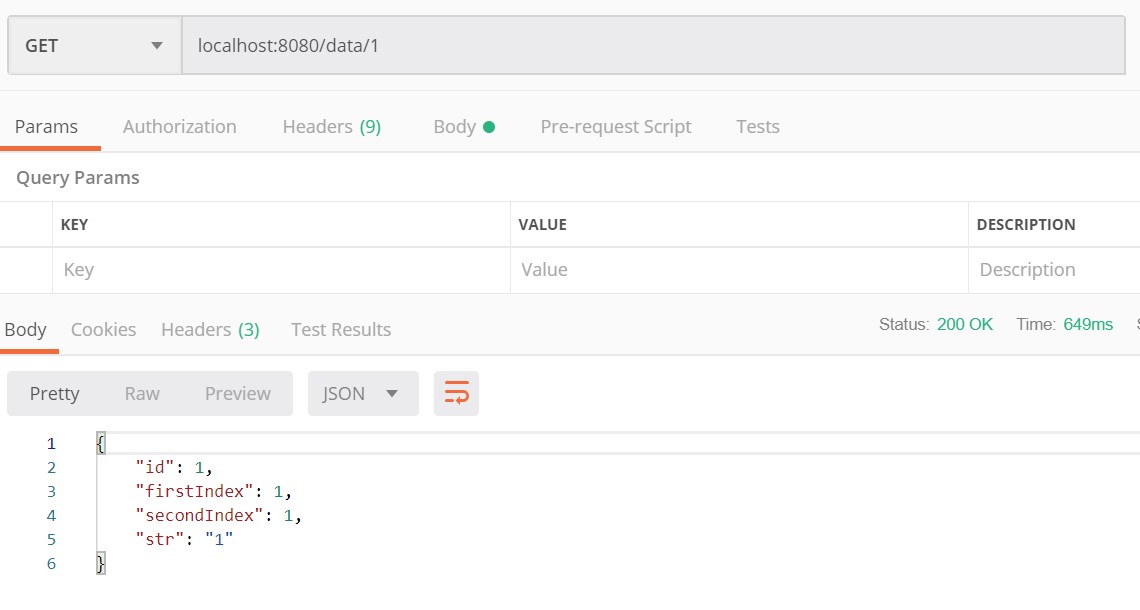 GET localhost:8080/data/1
Params Authorization Headers (9) Body Pre-request Script Tests
Query Params
KEY VALUE DESCRIPTION
Key Value Description
Body Cookies Headers (3) Test Results Status: 200 OK Time: 649ms
Pretty Raw Preview JSON
1 {
2 "id": 1,
3 "firstIndex": 1,
4 "secondIndex": 1,
5 "str": "1"
6 }